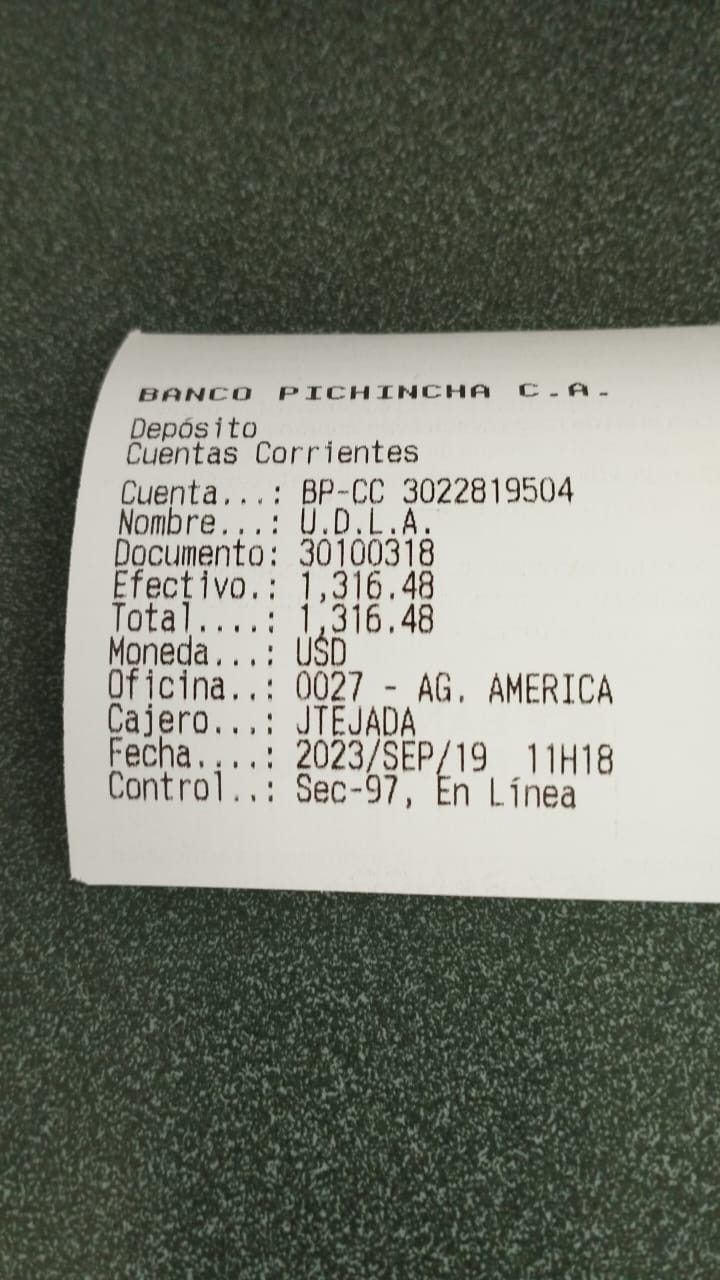 BANCO PICHINCHA C.A.
Depósito
Cuentas Corrientes
Cuenta...: BP-CC 3022819504
Nombre...: U.D.L.A.
Documento: 30100318
Efectivo.: 1,316.48
Total....: 1,316.48
Moneda...: USD
Oficina..: 0027 - AG. AMERICA
Cajero...: JTEJADA
Fecha....: 2023/SEP/19  11H18
Control..: Sec-97, En Línea